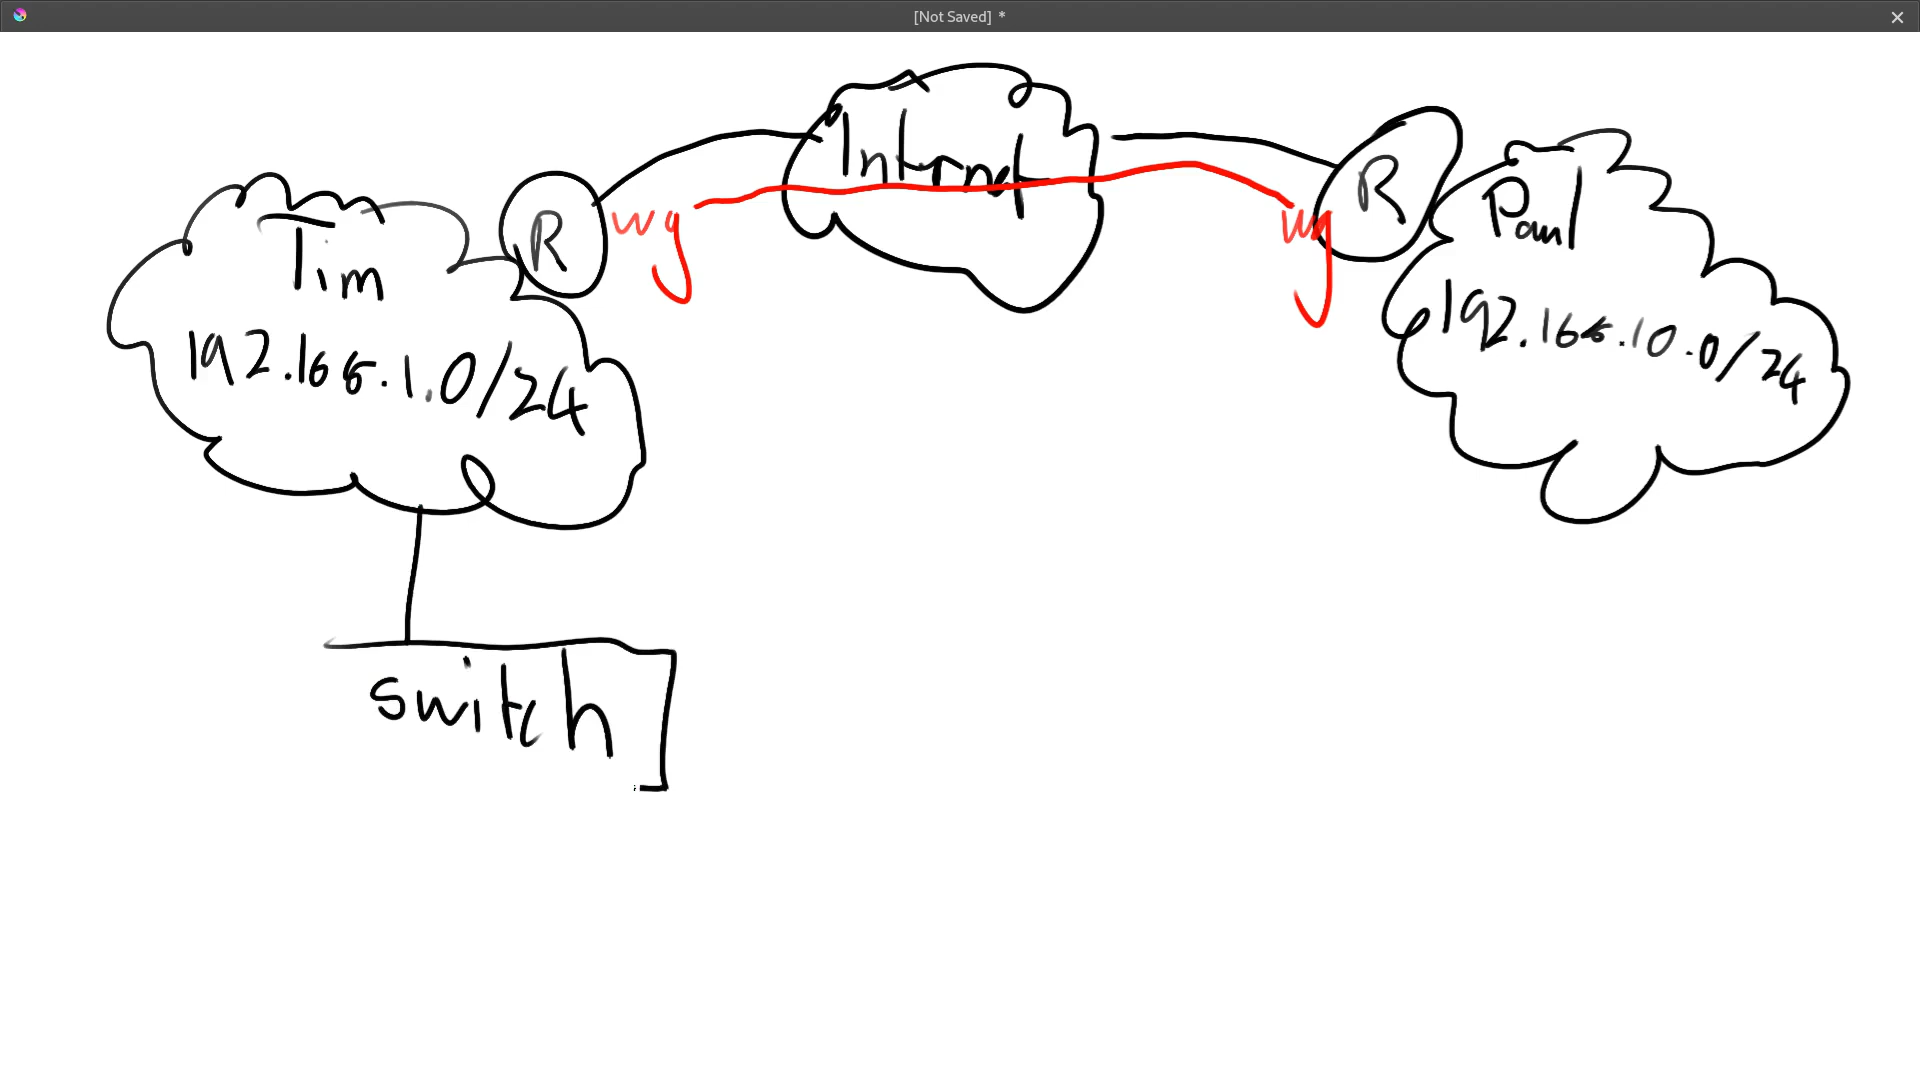 [Not Saved] *
Internet
R
Paul
Tim
R
wg
wg
192.168.10.0/24
192.168.1.0/24
switch